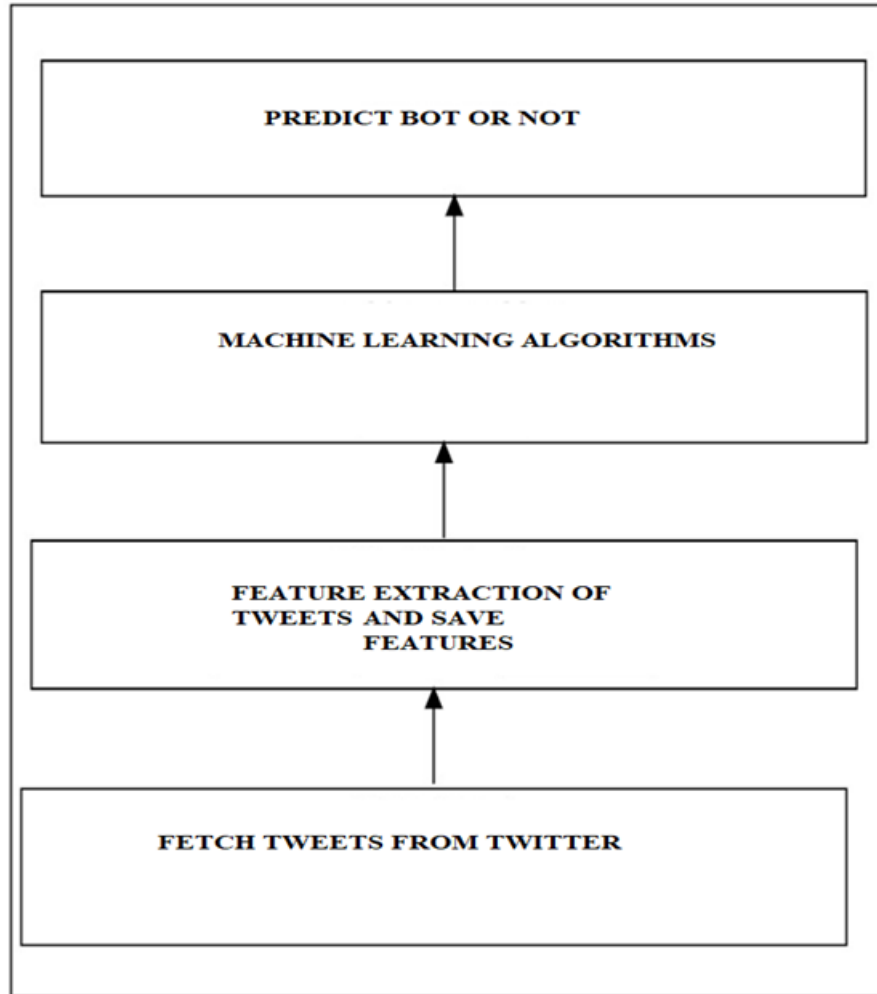 PREDICT BOT OR NOT
MACHINE LEARNING ALGORITHMS
FEATURE EXTRACTION OF
TWEETS AND SAVE
FEATURES
FETCH TWEETS FROM TWITTER